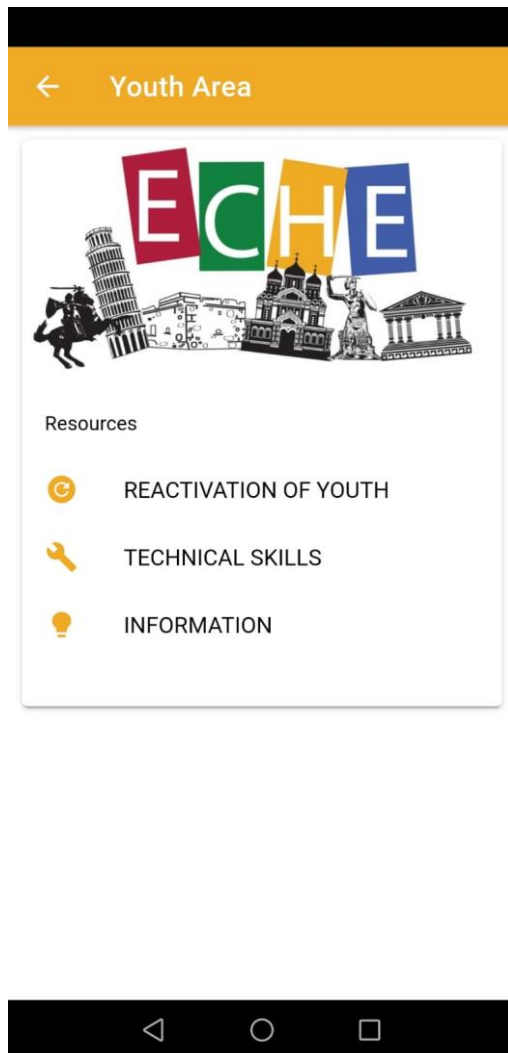 Youth Area
ECHE
Resources
REACTIVATION OF YOUTH
TECHNICAL SKILLS
INFORMATION